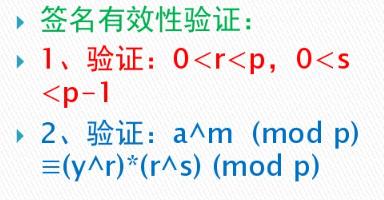 签名有效性验证：
1、验证：0<r<p，0<s
<p-1
2、验证：a^m (mod p)
≡(y^r)*(r^s) (mod p)